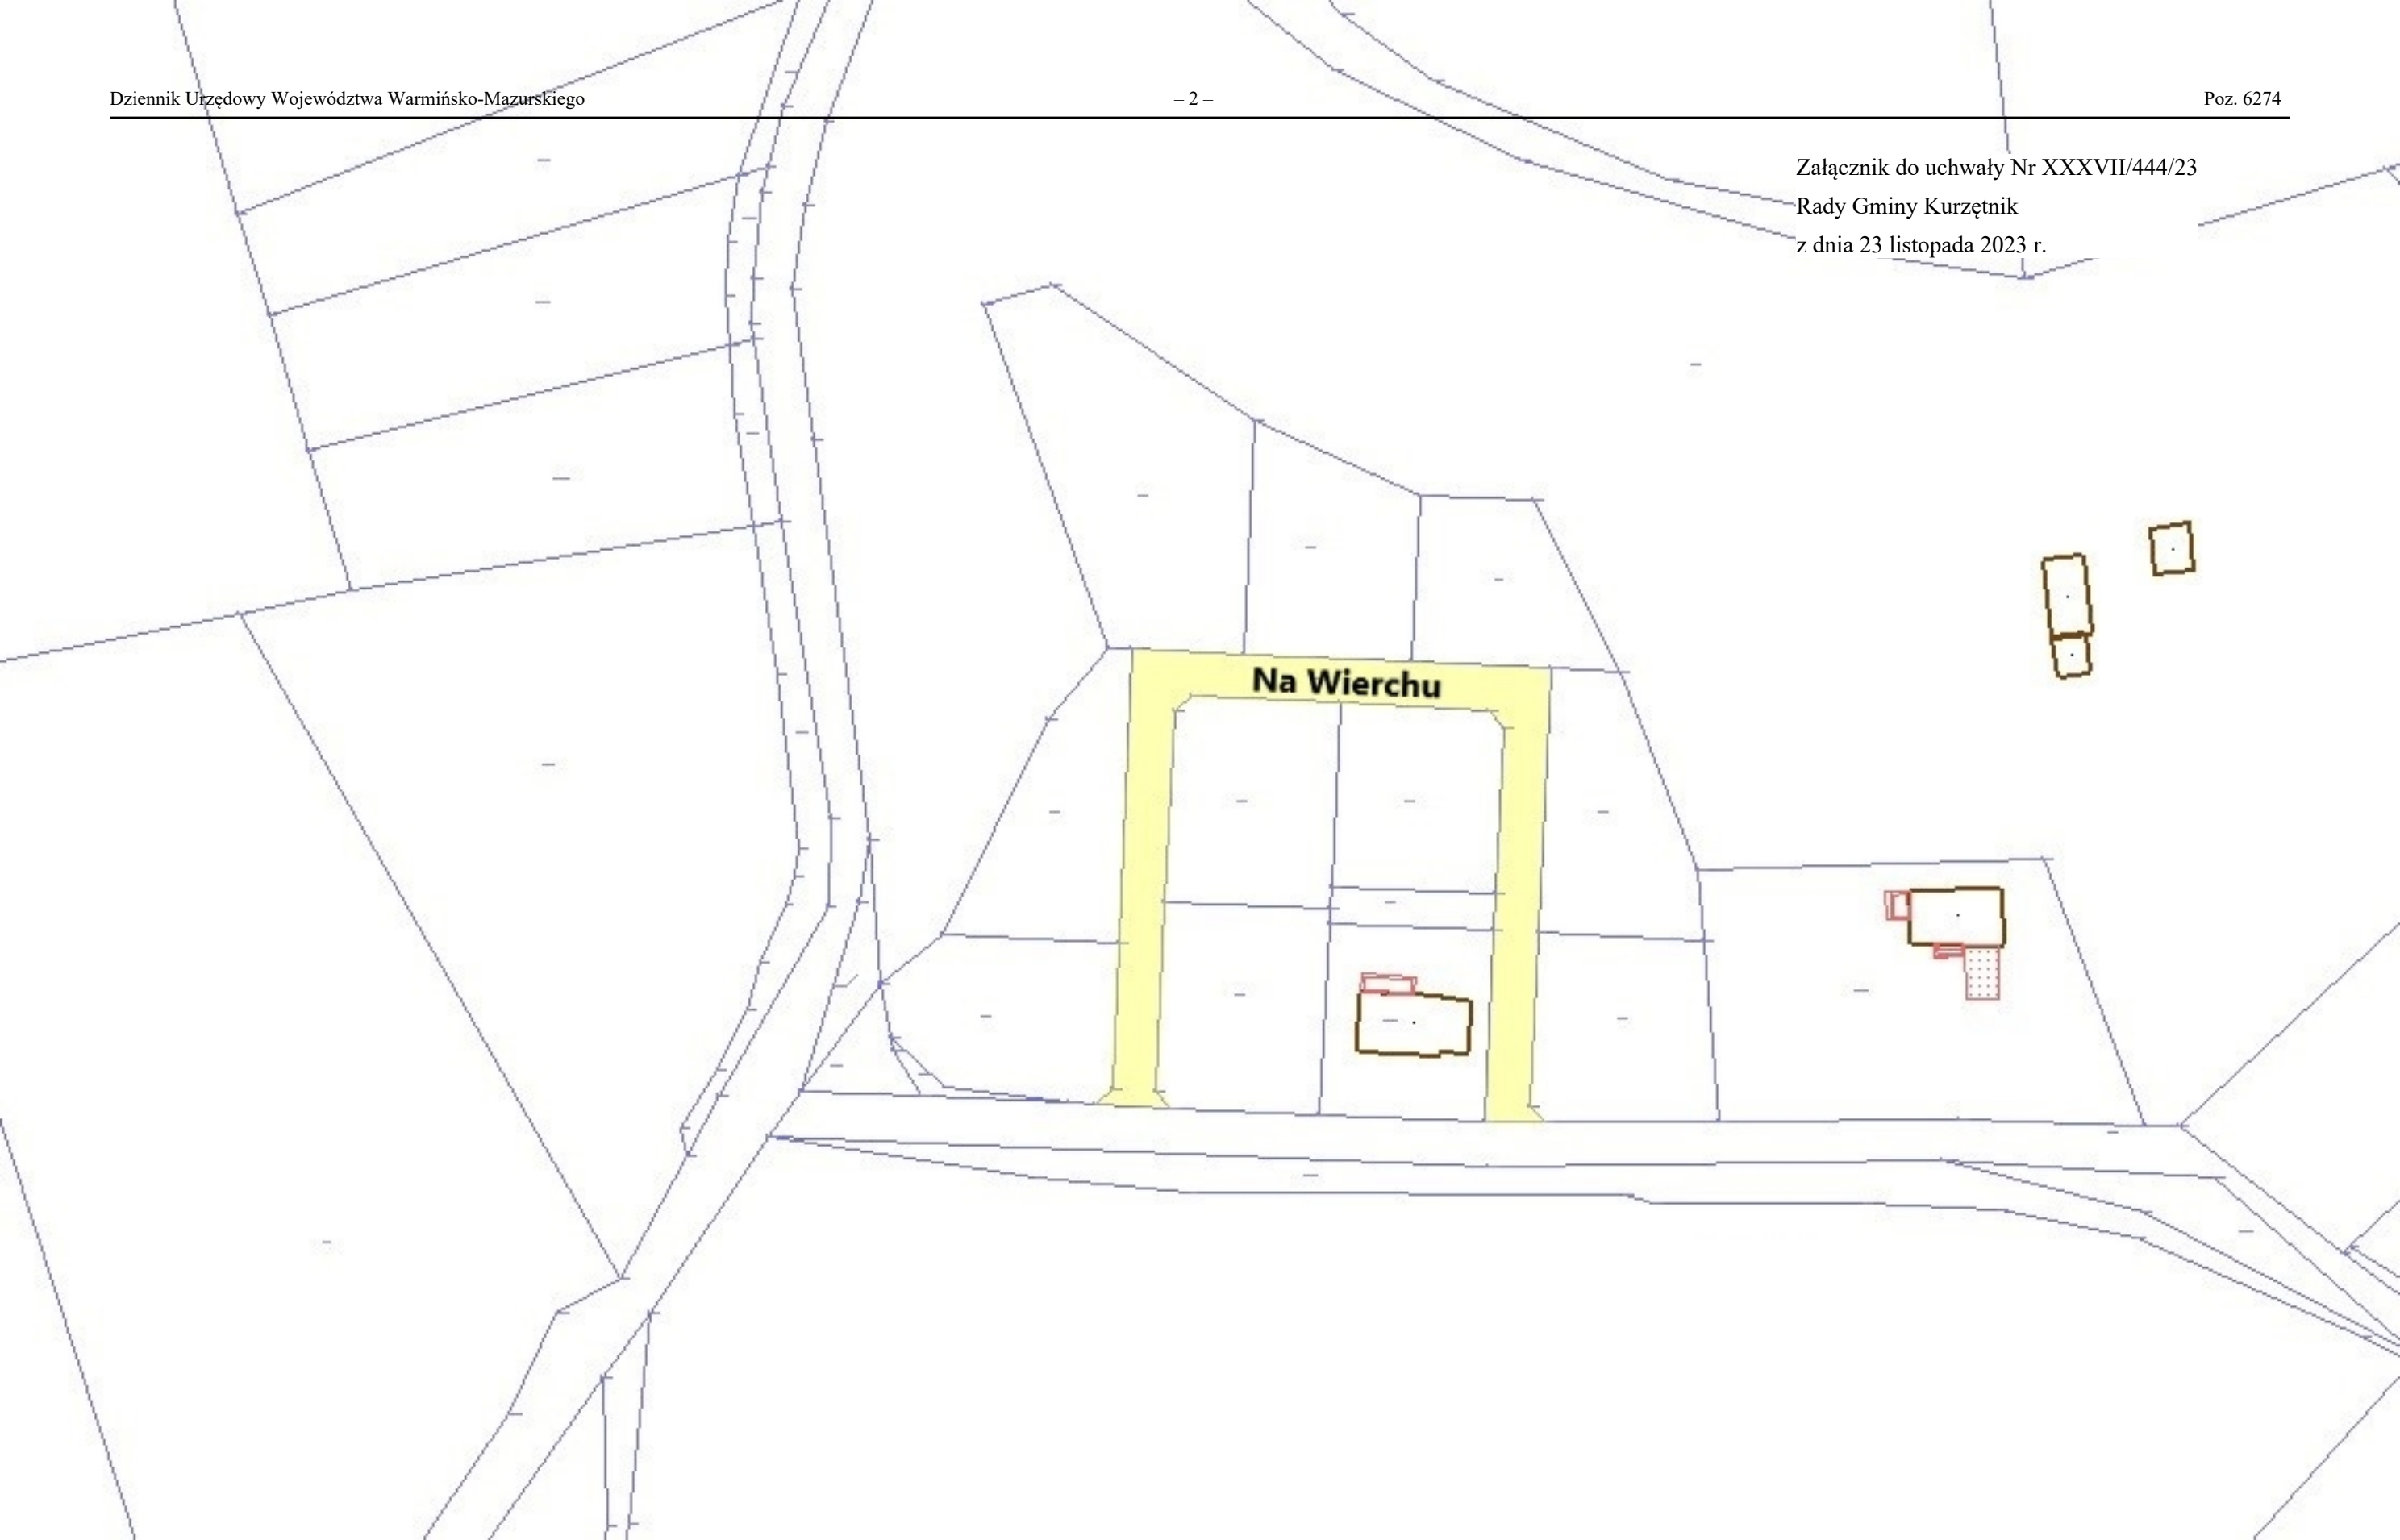 Dziennik Urzędowy Województwa Warmińsko-Mazurskiego – 2 – Poz. 6274
Załącznik do uchwały Nr XXXVII/444/23
Rady Gminy Kurzętnik
z dnia 23 listopada 2023 r.
Na Wierchu